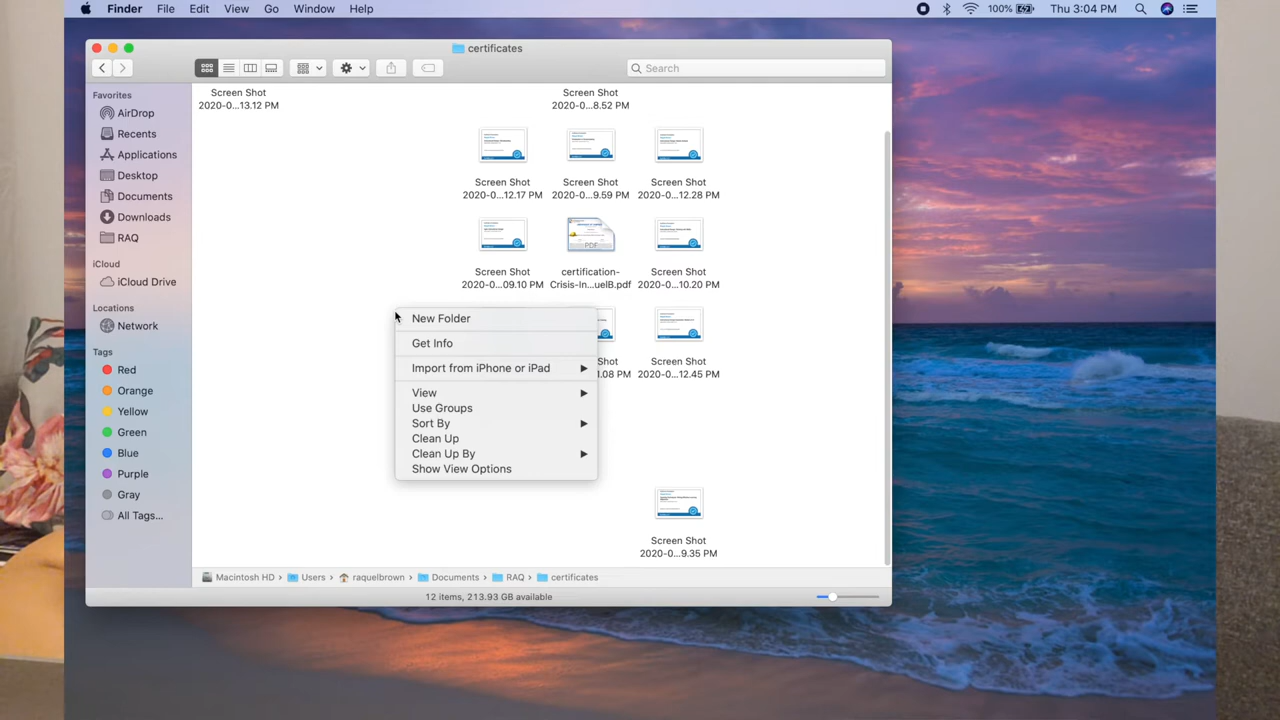 Finder File Edit View Go Window Help 100% Thu 3:04 PM
certificates
Search
Favorites
AirDrop
Recents
Applications
Desktop
Documents
Downloads
RAQ
iCloud
iCloud Drive
Locations
Network
Tags
Red
Orange
Yellow
Green
Blue
Purple
Gray
All Tags...
Screen Shot
2020-0...13.12 PM
Screen Shot
2020-0...8.52 PM
Screen Shot
2020-0...12.17 PM
Screen Shot
2020-0...9.59 PM
Screen Shot
2020-0...12.28 PM
Screen Shot
2020-0...09.10 PM
PDF
certification-
Crisis-In...uelB.pdf
Screen Shot
2020-0...10.20 PM
Shot
1.08 PM
Screen Shot
2020-0...12.45 PM
Screen Shot
2020-0...9.35 PM
New Folder
Get Info
Import from iPhone or iPad
View
Use Groups
Sort By
Clean Up
Clean Up By
Show View Options
Macintosh HD › Users › raquelbrown › Documents › RAQ › certificates
12 items, 213.93 GB available